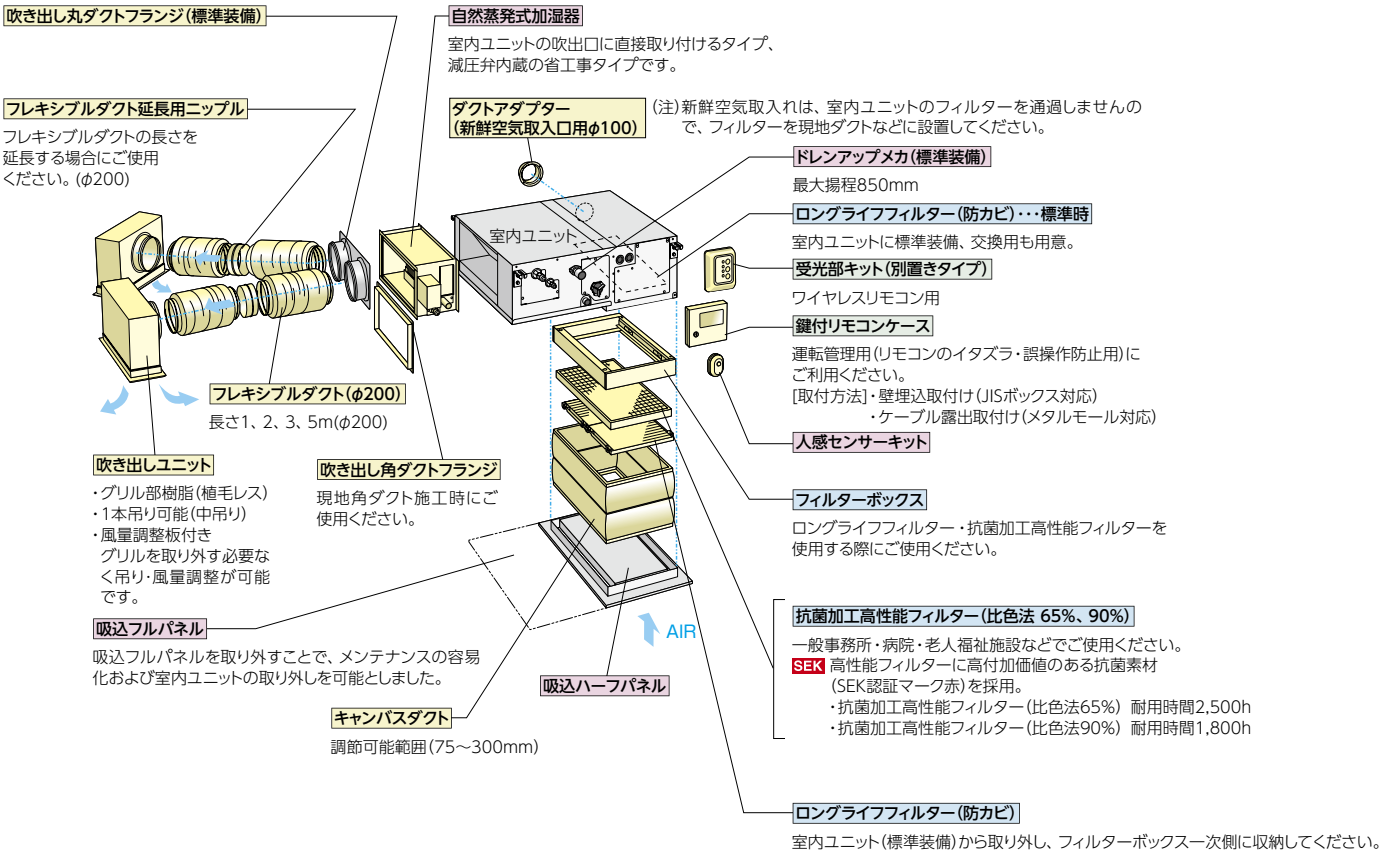 吹き出し丸ダクトフランジ(標準装備)
自然蒸発式加湿器
室内ユニットの吹出口に直接取り付けるタイプ、
減圧弁内蔵の省工事タイプです。
フレキシブルダクト延長用ニップル
フレキシブルダクトの長さを
延長する場合にご使用
ください。(φ200)
ダクトアダプター
(新鮮空気取入口用φ100)
(注)新鮮空気取入れは、室内ユニットのフィルターを通過しませんの
で、フィルターを現地ダクトなどに設置してください。
ドレンアップメカ(標準装備)
最大揚程850mm
ロングライフフィルター(防カビ)・・・標準時
室内ユニットに標準装備、交換用も用意。
室内ユニット
受光部キット(別置きタイプ)
ワイヤレスリモコン用
鍵付リモコンケース
運転管理用(リモコンのイタズラ・誤操作防止用)に
ご利用ください。
[取付方法]・壁埋込取付け(JISボックス対応)
・ケーブル露出取付け(メタルモール対応)
人感センサーキット
フレキシブルダクト(φ200)
長さ1、2、3、5m(φ200)
吹き出しユニット
・グリル部樹脂(植毛レス)
・1本吊り可能(中吊り)
・風量調整板付き
グリルを取り外す必要な
く吊り・風量調整が可能
です。
吹き出し角ダクトフランジ
現地角ダクト施工時にご
使用ください。
フィルターボックス
ロングライフフィルター・抗菌加工高性能フィルターを
使用する際にご使用ください。
吸込フルパネル
吸込フルパネルを取り外すことで、メンテナンスの容易
化および室内ユニットの取り外しを可能としました。
AIR
吸込ハーフパネル
キャンバスダクト
調節可能範囲(75〜300mm)
抗菌加工高性能フィルター(比色法 65%、90%)
一般事務所・病院・老人福祉施設などでご使用ください。
SEK 高性能フィルターに高付加価値のある抗菌素材
(SEK認証マーク赤)を採用。
・抗菌加工高性能フィルター(比色法65%) 耐用時間2,500h
・抗菌加工高性能フィルター(比色法90%) 耐用時間1,800h
ロングライフフィルター(防カビ)
室内ユニット(標準装備)から取り外し、フィルターボックス一次側に収納してください。